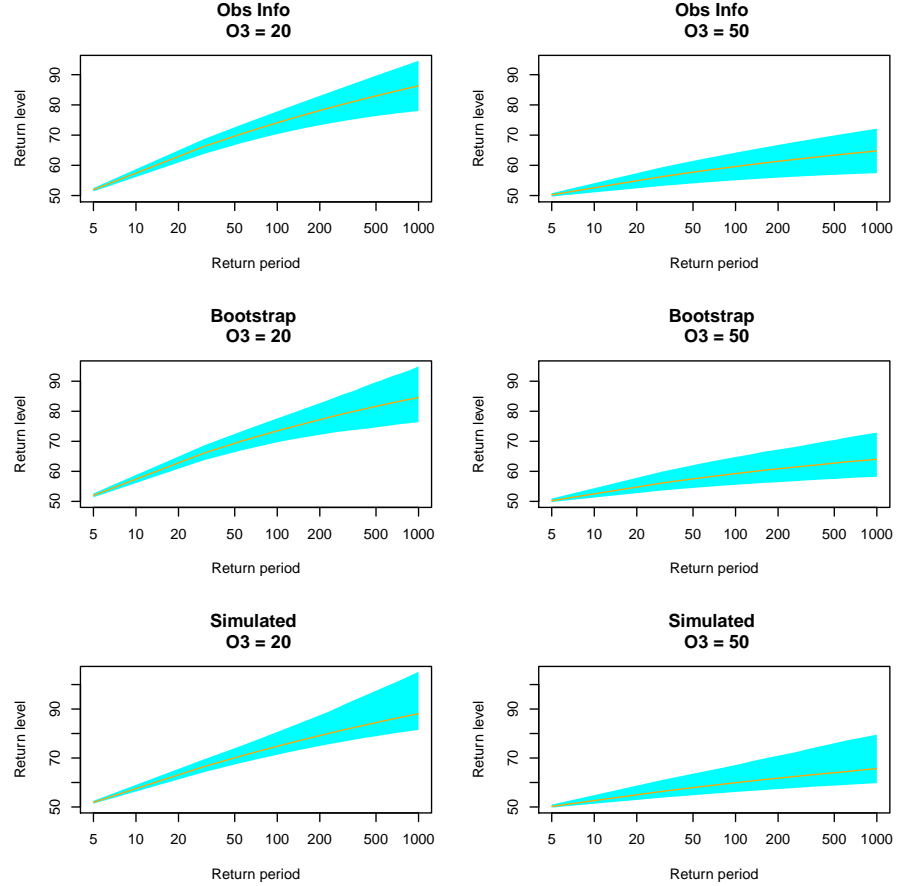 Obs Info
O3 = 20
Return level
50 60 70 80 90
5 10 20 50 100 200 500 1000
Return period
Obs Info
O3 = 50
Return level
50 60 70 80 90
5 10 20 50 100 200 500 1000
Return period
Bootstrap
O3 = 20
Return level
50 60 70 80 90
5 10 20 50 100 200 500 1000
Return period
Bootstrap
O3 = 50
Return level
50 60 70 80 90
5 10 20 50 100 200 500 1000
Return period
Simulated
O3 = 20
Return level
50 70 90
5 10 20 50 100 200 500 1000
Return period
Simulated
O3 = 50
Return level
50 70 90
5 10 20 50 100 200 500 1000
Return period